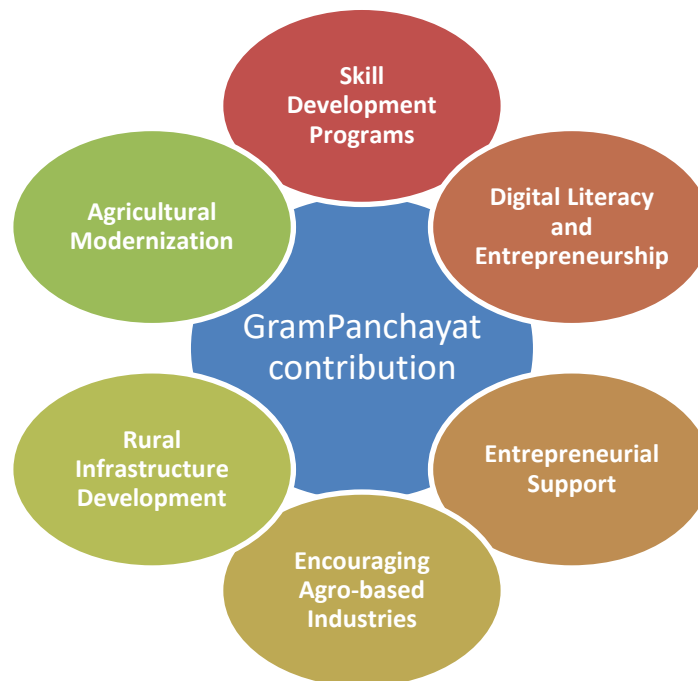 Skill
Development
Programs
Digital Literacy
and
Entrepreneurship
Entrepreneurial
Support
Encouraging
Agro-based
Industries
Rural
Infrastructure
Development
Agricultural
Modernization
GramPanchayat
contribution